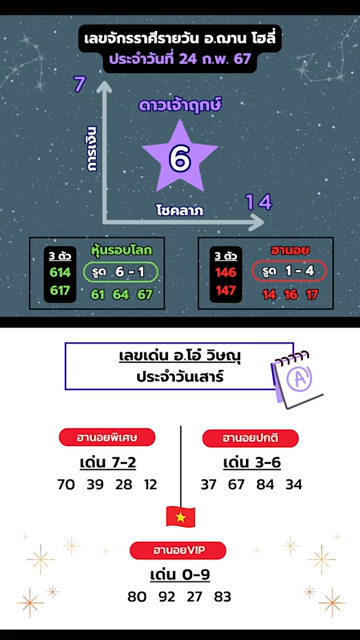 เลขจักรราศีรายวัน อ.ฌาน โฮลี่
ประจำวันที่ 24 ก.พ. 67
7
ดาวเจ้าฤกษ์
การเงิน
6
โชคลาภ
14
3 ตัว
614
617
หุ้นรอบโลก
รูด 6 - 1
61 64 67
3 ตัว
146
147
ฮานอย
รูด 1 - 4
14 16 17
เลขเด่น อ.โอ๋ วิษณุ
ประจำวันเสาร์
A
ฮานอยพิเศษ
เด่น 7-2
70 39 28 12
ฮานอยปกติ
เด่น 3-6
37 67 84 34
ฮานอยVIP
เด่น 0-9
80 92 27 83